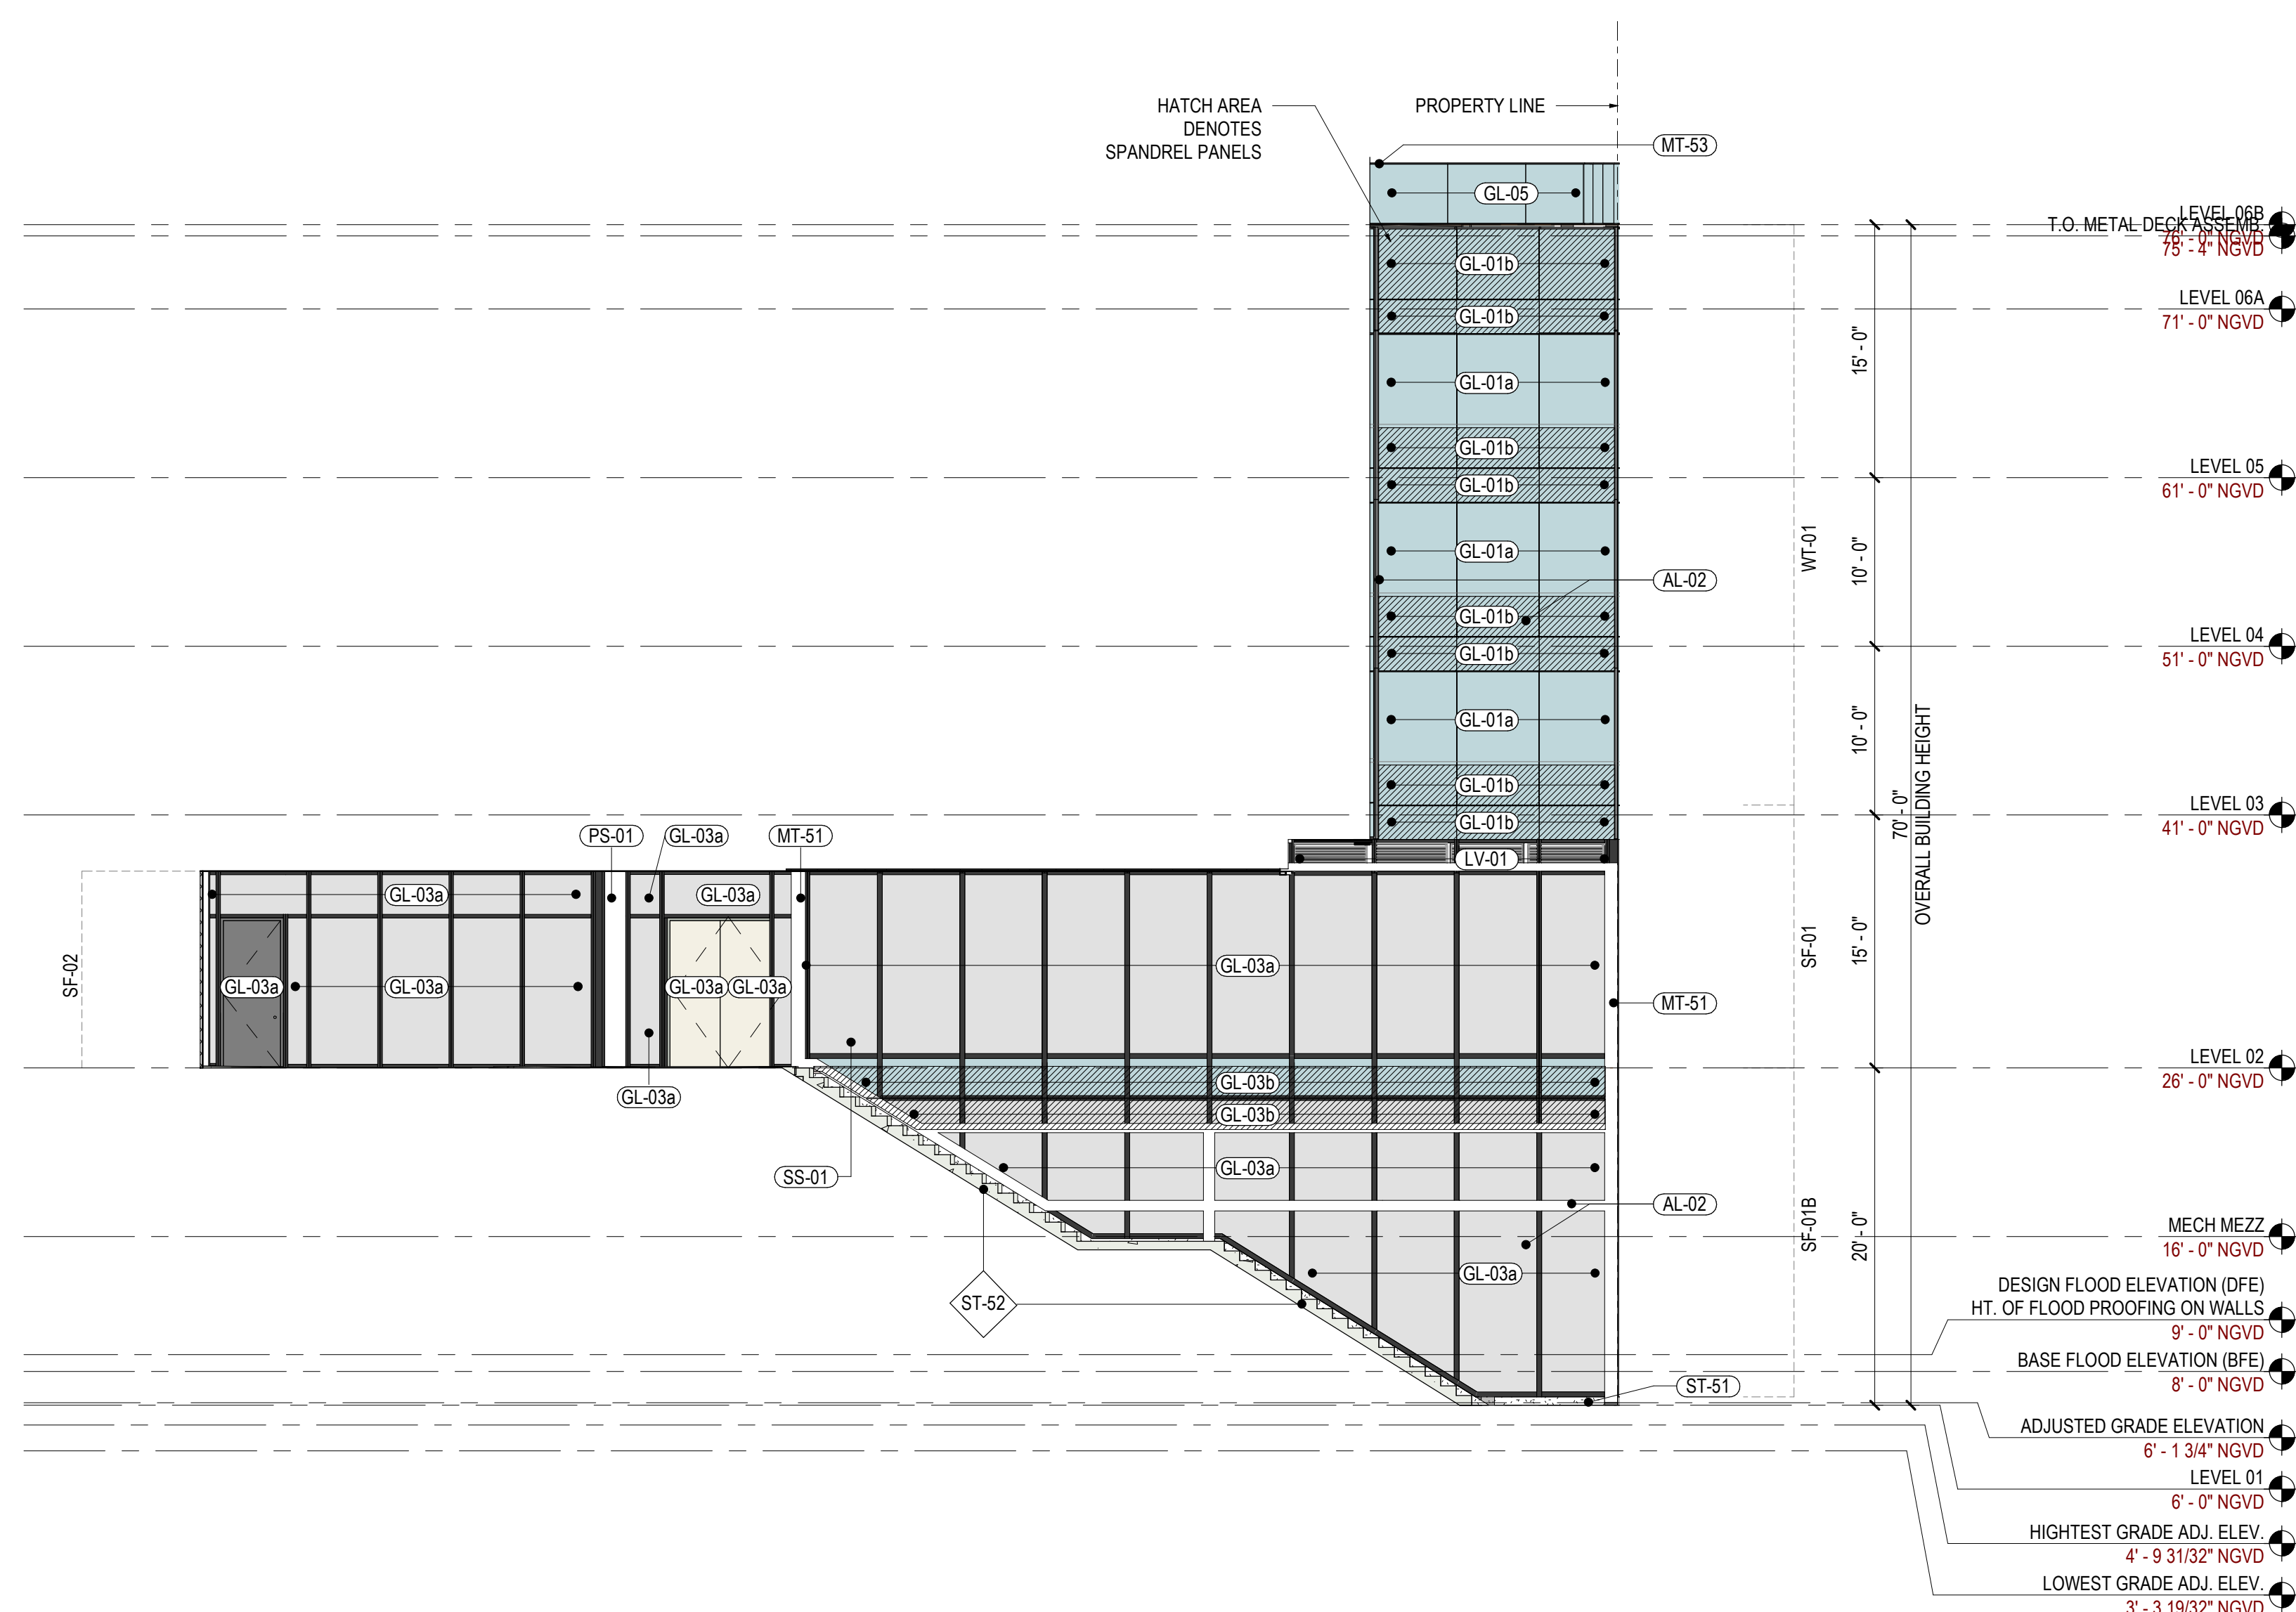 HATCH AREA
DENOTES
SPANDREL PANELS
PROPERTY LINE
MT-53
GL-05
LEVEL 06B
76' - 0" NGVD
T.O. METAL DECK ASSEMB.
75' - 4" NGVD
GL-01b
LEVEL 06A
71' - 0" NGVD
GL-01b
15' - 0"
GL-01a
GL-01b
LEVEL 05
61' - 0" NGVD
GL-01b
GL-01a
WT-01
10' - 0"
AL-02
GL-01b
LEVEL 04
51' - 0" NGVD
GL-01b
GL-01a
10' - 0"
GL-01b
LEVEL 03
41' - 0" NGVD
GL-01b
70' - 0"
OVERALL BUILDING HEIGHT
PS-01
GL-03a
MT-51
LV-01
GL-03a
GL-03a
GL-03a
SF-02
GL-03a
GL-03a
GL-03a
GL-03a
SF-01
15' - 0"
MT-51
LEVEL 02
26' - 0" NGVD
GL-03b
GL-03a
GL-03b
SS-01
GL-03a
AL-02
SF-01B
20' - 0"
MECH MEZZ
16' - 0" NGVD
GL-03a
ST-52
DESIGN FLOOD ELEVATION (DFE)
HT. OF FLOOD PROOFING ON WALLS
9' - 0" NGVD
BASE FLOOD ELEVATION (BFE)
8' - 0" NGVD
ST-51
ADJUSTED GRADE ELEVATION
6' - 1 3/4" NGVD
LEVEL 01
6' - 0" NGVD
HIGHTEST GRADE ADJ. ELEV.
4' - 9 31/32" NGVD
LOWEST GRADE ADJ. ELEV.
3' - 3 19/32" NGVD